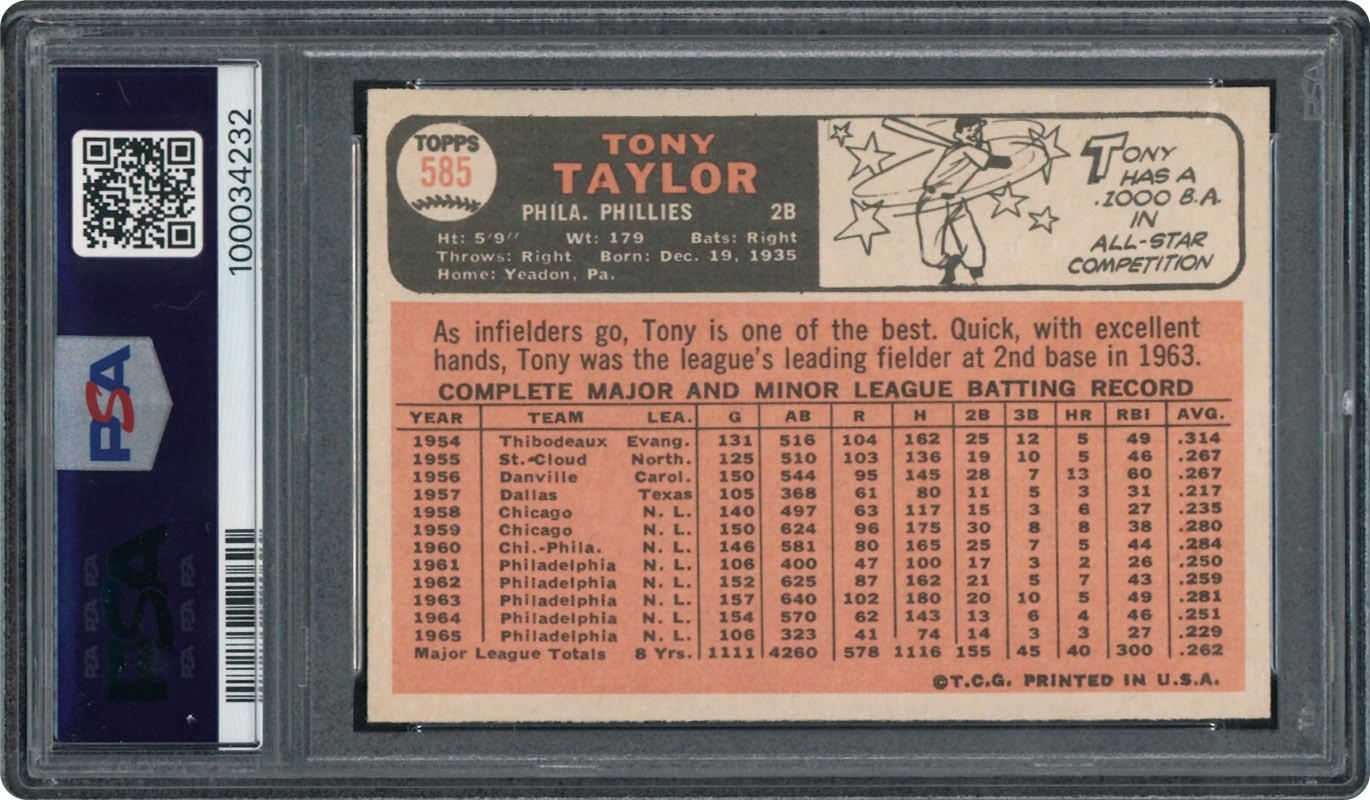 100034232
PSA
PSA
PSA PSA PSA
PSA PSA PSA
TOPPS
585
TONY
TAYLOR
PHILA. PHILLIES 2B
Ht: 5'9" Wt: 179 Bats: Right
Throws: Right Born: Dec. 19, 1935
Home: Yeadon, Pa.
TONY
HAS A
.1000 B.A.
IN
ALL-STAR
COMPETITION
As infielders go, Tony is one of the best. Quick, with excellent
hands, Tony was the league's leading fielder at 2nd base in 1963.
COMPLETE MAJOR AND MINOR LEAGUE BATTING RECORD
YEAR TEAM LEA. G AB R H 2B 3B HR RBI AVG.
1954 Thibodeaux Evang. 131 516 104 162 25 12 5 49 .314
1955 St.-Cloud North. 125 510 103 136 19 10 5 46 .267
1956 Danville Carol. 150 544 95 145 28 7 13 60 .267
1957 Dallas Texas 105 368 61 80 11 5 3 31 .217
1958 Chicago N. L. 140 497 63 117 15 3 6 27 .235
1959 Chicago N. L. 150 624 96 175 30 8 8 38 .280
1960 Chi.-Phila. N. L. 146 581 80 165 25 7 5 44 .284
1961 Philadelphia N. L. 106 400 47 100 17 3 2 26 .250
1962 Philadelphia N. L. 152 625 87 162 21 5 7 43 .259
1963 Philadelphia N. L. 157 640 102 180 20 10 5 49 .281
1964 Philadelphia N. L. 154 570 62 143 13 6 4 46 .251
1965 Philadelphia N. L. 106 323 41 74 14 3 3 27 .229
Major League Totals 8 Yrs. 1111 4260 578 1116 155 45 40 300 .262
©T.C.G. PRINTED IN U.S.A.
PSA